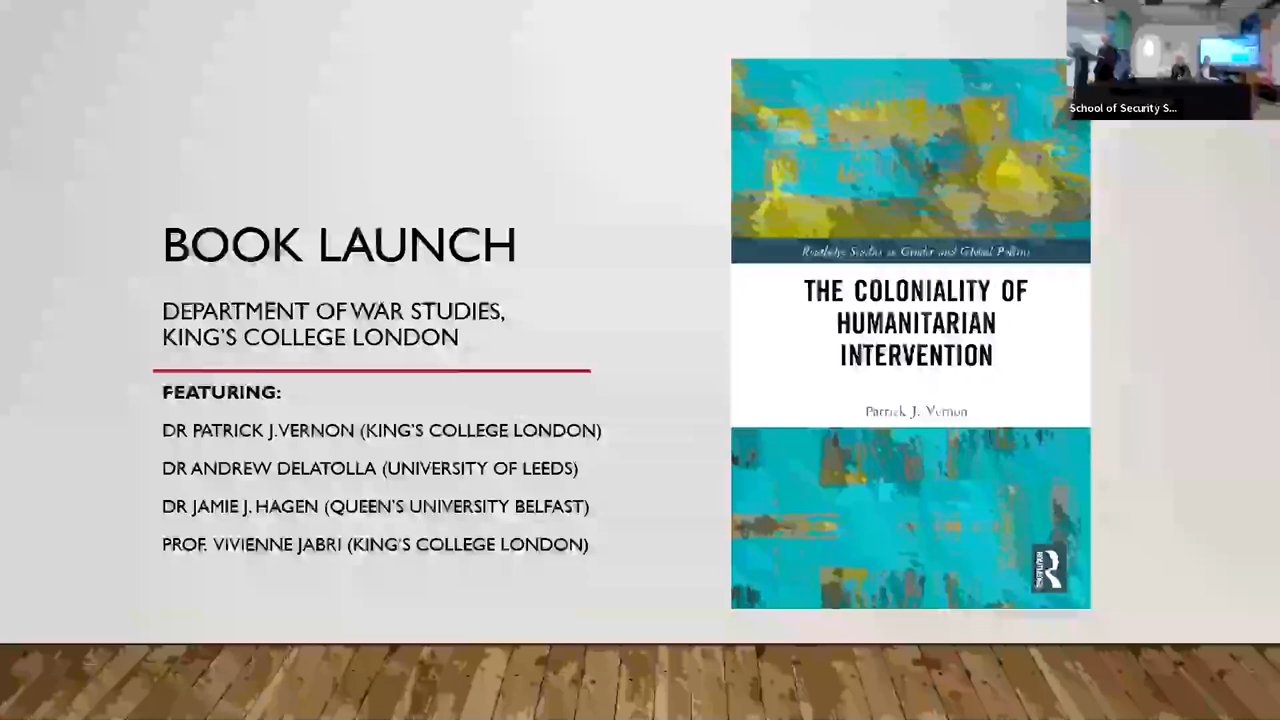 BOOK LAUNCH
DEPARTMENT OF WAR STUDIES,
KING'S COLLEGE LONDON
FEATURING:
DR PATRICK J. VERNON (KING'S COLLEGE LONDON)
DR ANDREW DELATOLLA (UNIVERSITY OF LEEDS)
DR JAMIE J. HAGEN (QUEEN'S UNIVERSITY BELFAST)
PROF. VIVIENNE JABRI (KING'S COLLEGE LONDON)
Routledge Studies in Gender and Global Politics
THE COLONIALITY OF
HUMANITARIAN
INTERVENTION
Patrick J. Vernon
ROUTLEDGE
School of Security S...